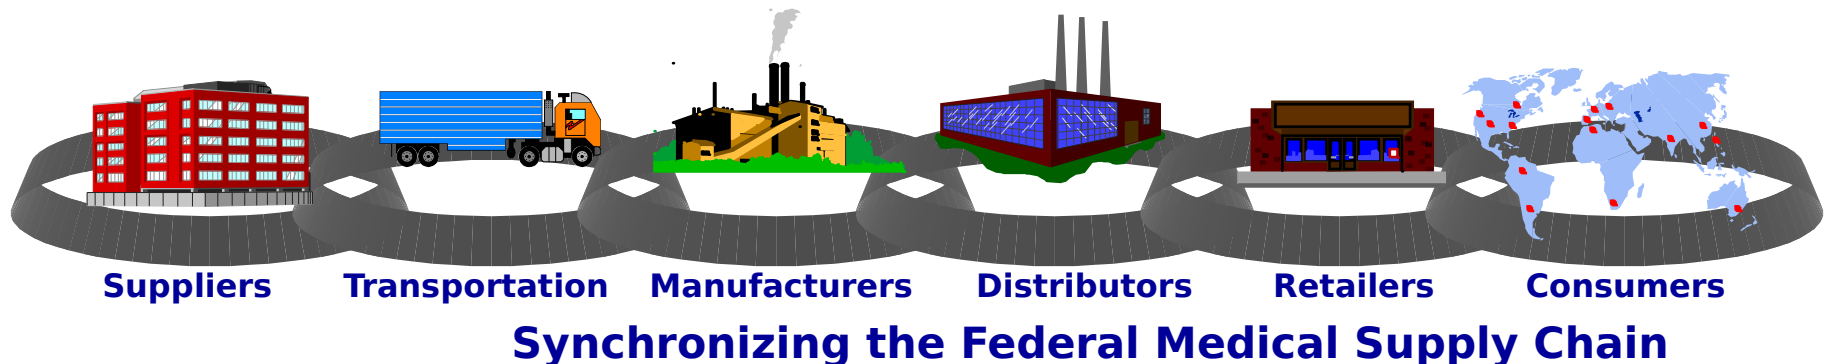 Suppliers Transportation Manufacturers Distributors Retailers Consumers
Synchronizing the Federal Medical Supply Chain